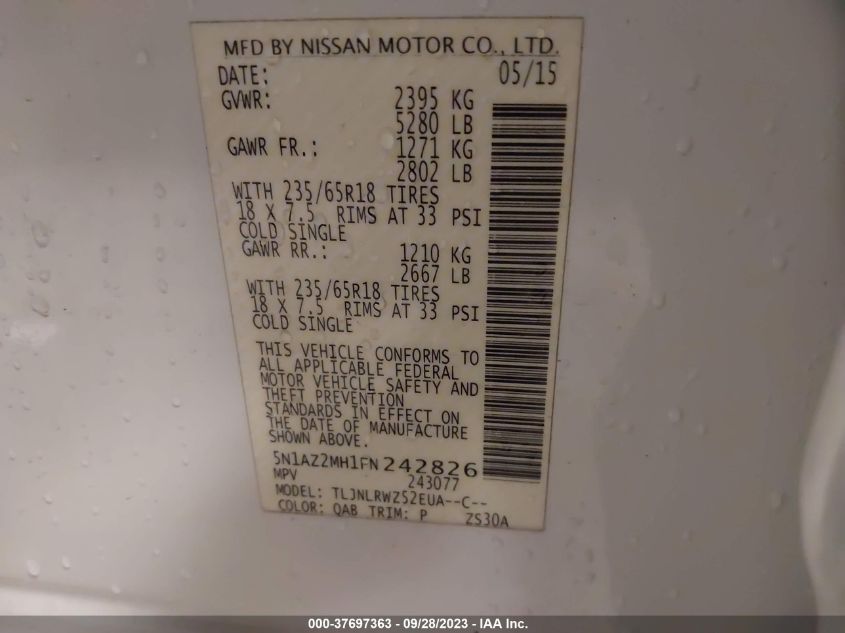 MFD BY NISSAN MOTOR CO., LTD.
DATE: 05/15
GVWR: 2395 KG
5280 LB
GAWR FR.: 1271 KG
2802 LB
WITH 235/65R18 TIRES
18 X 7.5 RIMS AT 33 PSI
COLD SINGLE
GAWR RR.: 1210 KG
2667 LB
WITH 235/65R18 TIRES
18 X 7.5 RIMS AT 33 PSI
COLD SINGLE
THIS VEHICLE CONFORMS TO
ALL APPLICABLE FEDERAL
MOTOR VEHICLE SAFETY AND
THEFT PREVENTION
STANDARDS IN EFFECT ON
THE DATE OF MANUFACTURE
SHOWN ABOVE.
5N1AZ2MH1FN242826
MPV 243077
MODEL: TLJNLRWZ52EUA--C--
COLOR: QAB TRIM: P ZS30A
000-37697363 - 09/28/2023 - IAA Inc.